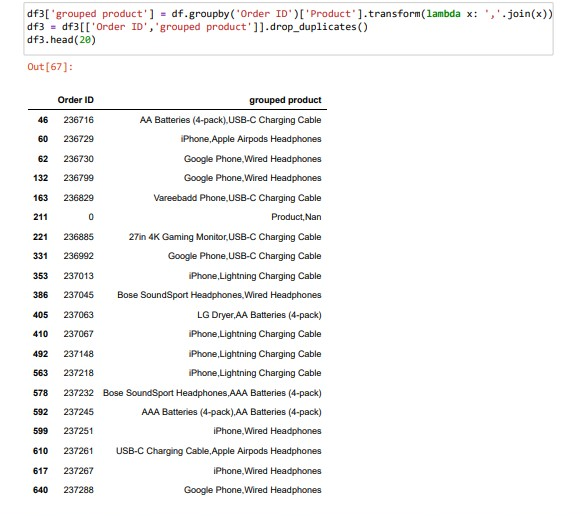 df3['grouped product'] = df.groupby('Order ID')['Product'].transform(lambda x: ','.join(x))
df3 = df3[['Order ID','grouped product']].drop_duplicates()
df3.head(20)
Out[67]:
Order ID grouped product
46 236716 AA Batteries (4-pack),USB-C Charging Cable
60 236729 iPhone,Apple Airpods Headphones
62 236730 Google Phone,Wired Headphones
132 236799 Google Phone,Wired Headphones
163 236829 Vareebadd Phone,USB-C Charging Cable
211 0 Product,Nan
221 236885 27in 4K Gaming Monitor,USB-C Charging Cable
331 236992 Google Phone,USB-C Charging Cable
353 237013 iPhone,Lightning Charging Cable
386 237045 Bose SoundSport Headphones,Wired Headphones
405 237063 LG Dryer,AA Batteries (4-pack)
410 237067 iPhone,Lightning Charging Cable
492 237148 iPhone,Lightning Charging Cable
563 237218 iPhone,Lightning Charging Cable
578 237232 Bose SoundSport Headphones,AAA Batteries (4-pack)
592 237245 AAA Batteries (4-pack),AA Batteries (4-pack)
599 237251 iPhone,Wired Headphones
610 237261 USB-C Charging Cable,Apple Airpods Headphones
617 237267 iPhone,Wired Headphones
640 237288 Google Phone,Wired Headphones